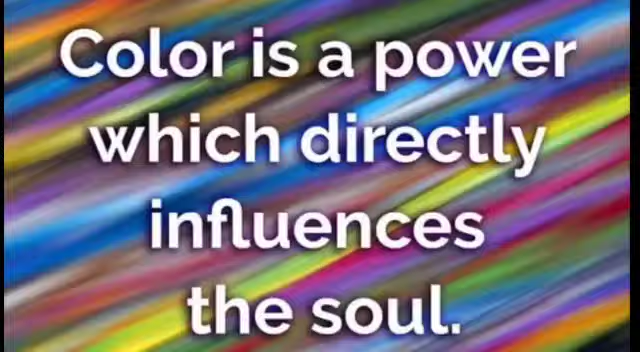 Color is a power
which directly
influences
the soul.